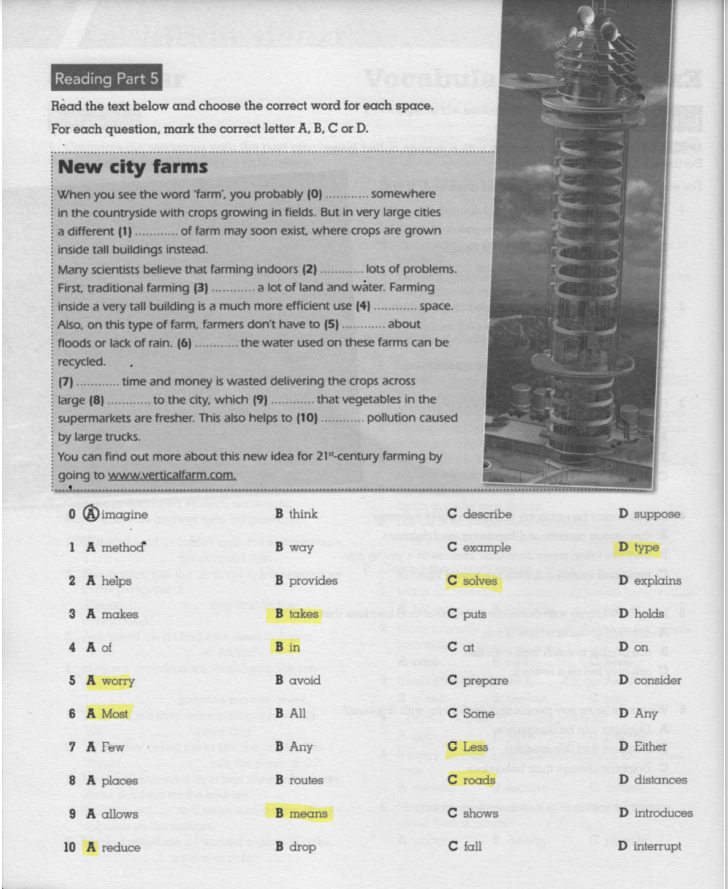 Reading Part 5
Read the text below and choose the correct word for each space.
For each question, mark the correct letter A, B, C or D.
New city farms
When you see the word 'farm', you probably (0) ............ somewhere
in the countryside with crops growing in fields. But in very large cities
a different (1) ............ of farm may soon exist, where crops are grown
inside tall buildings instead.
Many scientists believe that farming indoors (2) ............ lots of problems.
First, traditional farming (3) ............ a lot of land and water. Farming
inside a very tall building is a much more efficient use (4) ............ space.
Also, on this type of farm, farmers don't have to (5) ............ about
floods or lack of rain. (6) ............ the water used on these farms can be
recycled.
(7) ............ time and money is wasted delivering the crops across
large (8) ............ to the city, which (9) ............ that vegetables in the
supermarkets are fresher. This also helps to (10) ............ pollution caused
by large trucks.
You can find out more about this new idea for 21st-century farming by
going to www.verticalfarm.com.
0 A imagine B think C describe D suppose
1 A method B way C example D type
2 A helps B provides C solves D explains
3 A makes B takes C puts D holds
4 A of B in C at D on
5 A worry B avoid C prepare D consider
6 A Most B All C Some D Any
7 A Few B Any C Less D Either
8 A places B routes C roads D distances
9 A allows B means C shows D introduces
10 A reduce B drop C fall D interrupt